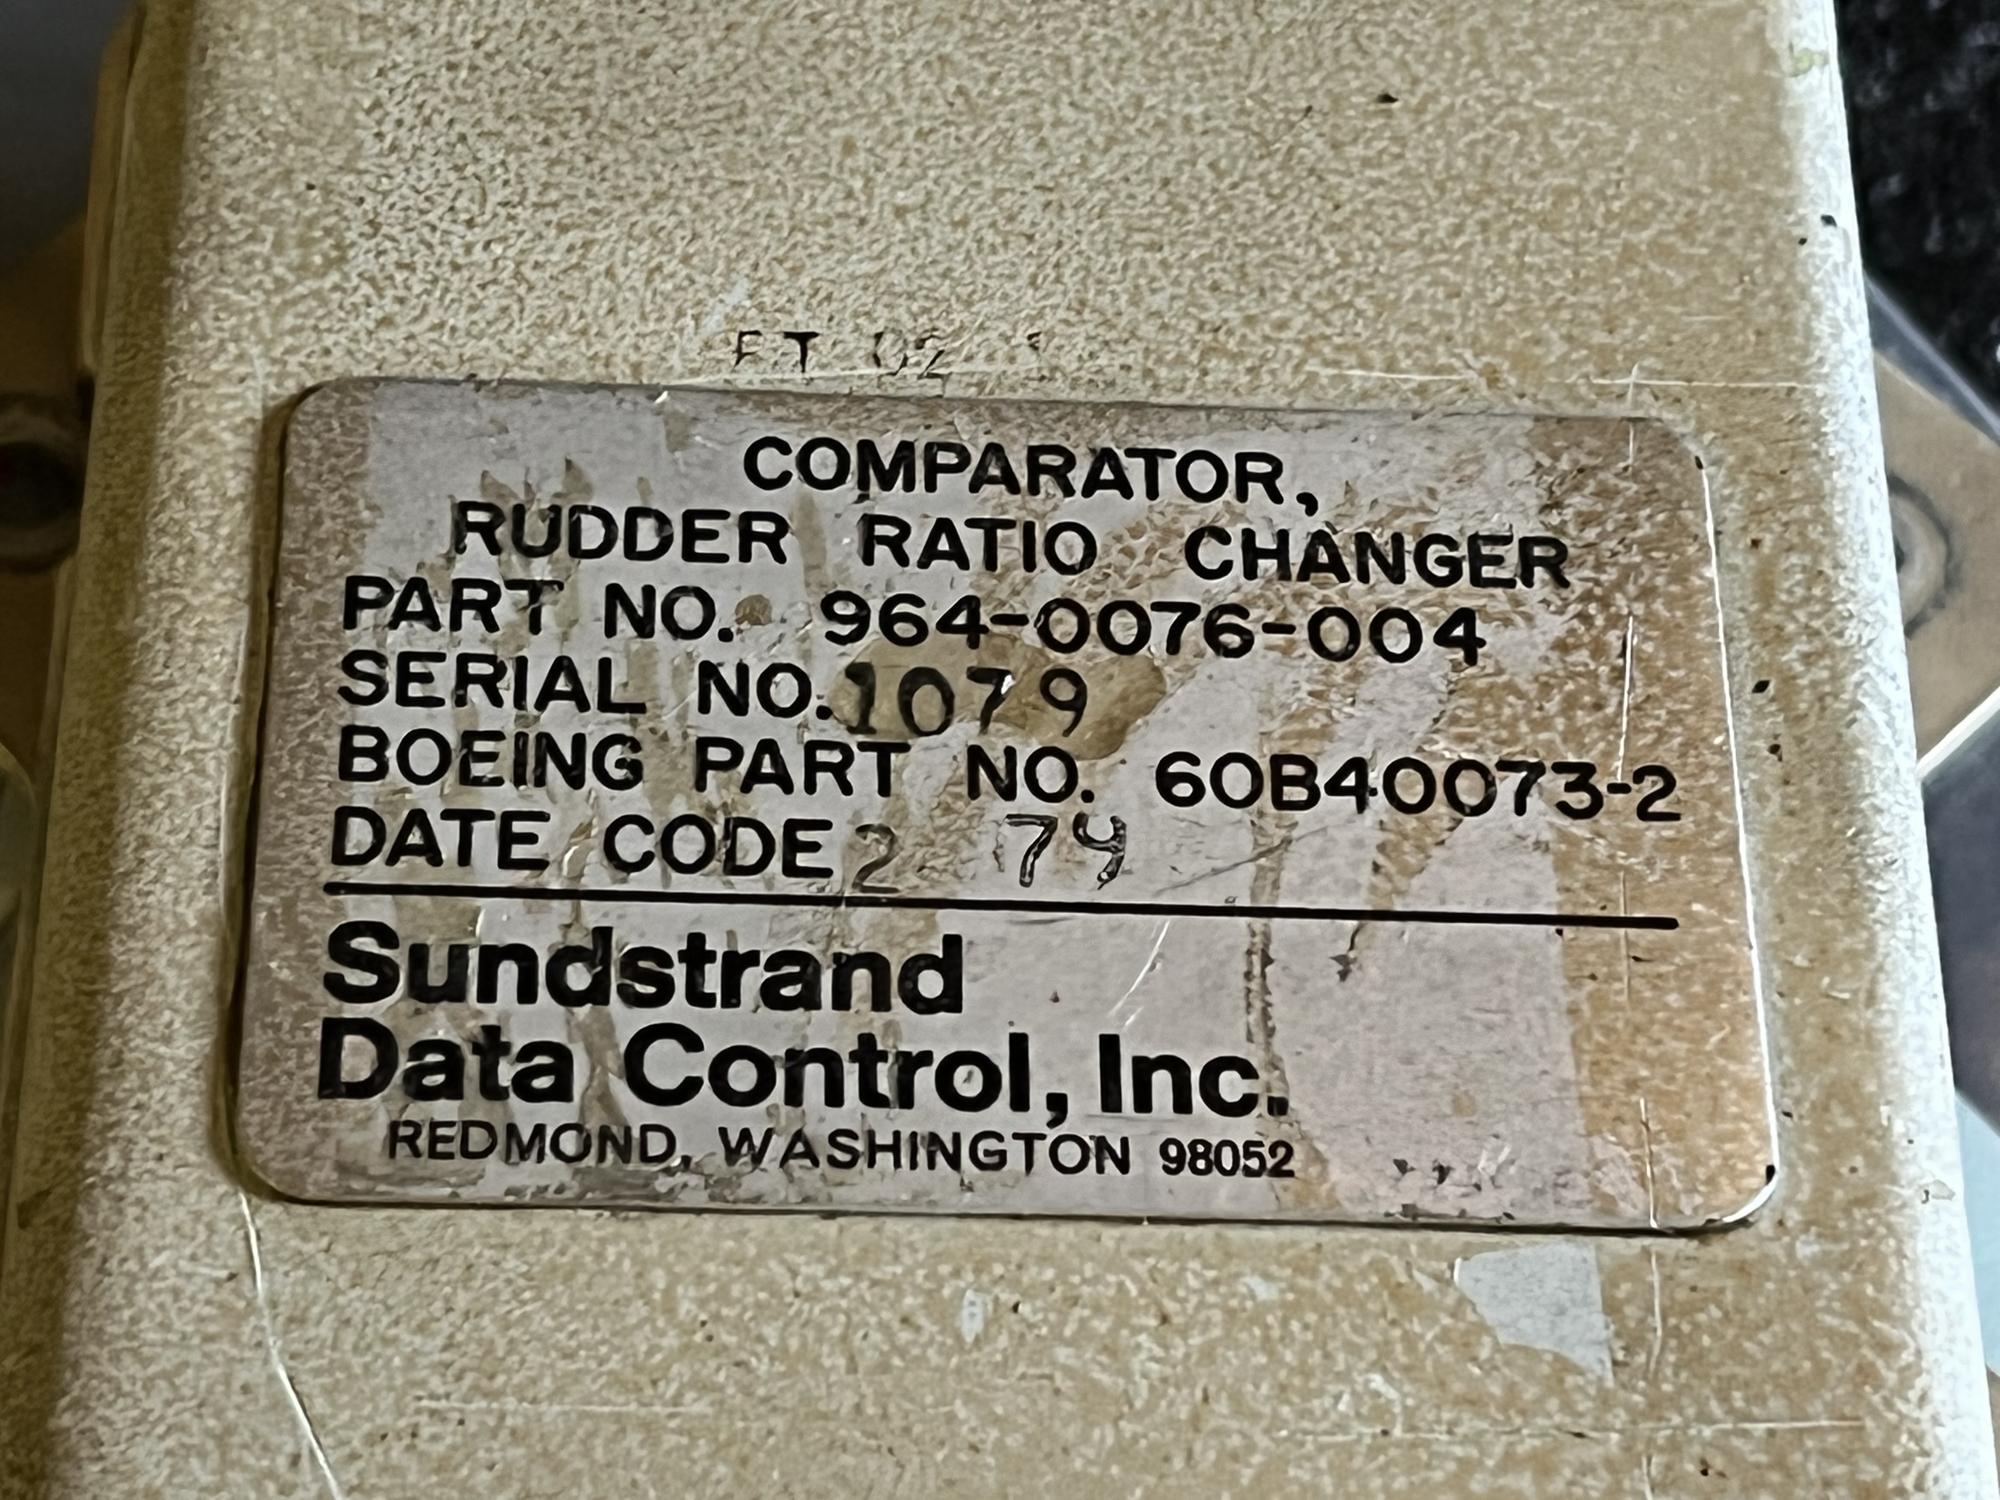 COMPARATOR,
RUDDER RATIO CHANGER
PART NO. 964-0076-004
SERIAL NO. 1079
BOEING PART NO. 60B40073-2
DATE CODE 2 79
Sundstrand
Data Control, Inc.
REDMOND, WASHINGTON 98052